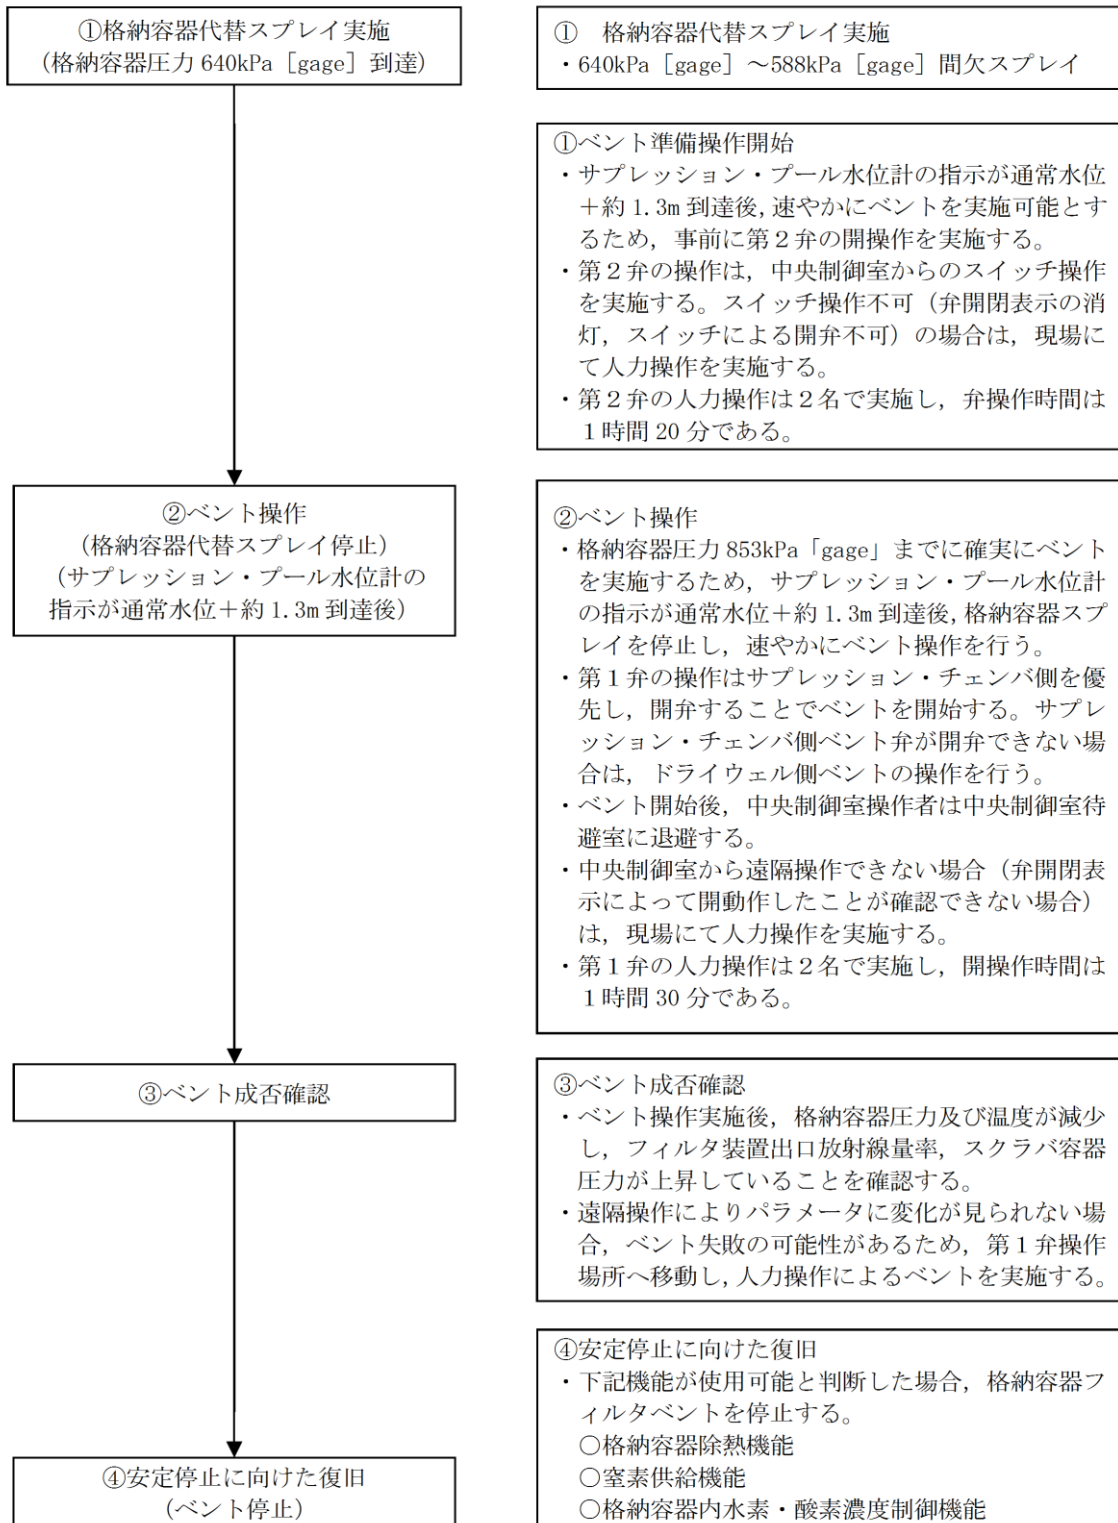 ①格納容器代替スプレイ実施
(格納容器圧力 640kPa［gage］到達)
①　格納容器代替スプレイ実施
・640kPa［gage］～588kPa［gage］間欠スプレイ
①ベント準備操作開始
・サプレッション・プール水位計の指示が通常水位
＋約 1.3m 到達後，速やかにベントを実施可能とす
るため，事前に第２弁の開操作を実施する。
・第２弁の操作は，中央制御室からのスイッチ操作
を実施する。スイッチ操作不可（弁開閉表示の消
灯，スイッチによる開弁不可）の場合は，現場に
て人力操作を実施する。
・第２弁の人力操作は２名で実施し，弁操作時間は
１時間 20 分である。
②ベント操作
（格納容器代替スプレイ停止）
（サプレッション・プール水位計の
指示が通常水位＋約 1.3m 到達後）
②ベント操作
・格納容器圧力 853kPa「gage」までに確実にベント
を実施するため，サプレッション・プール水位計
の指示が通常水位＋約 1.3m 到達後，格納容器スプ
レイを停止し，速やかにベント操作を行う。
・第１弁の操作はサプレッション・チェンバ側を優
先し，開弁することでベントを開始する。サプレ
ッション・チェンバ側ベント弁が開弁できない場
合は，ドライウェル側ベントの操作を行う。
・ベント開始後，中央制御室操作者は中央制御室待
避室に退避する。
・中央制御室から遠隔操作できない場合（弁開閉表
示によって開動作したことが確認できない場合）
は，現場にて人力操作を実施する。
・第１弁の人力操作は２名で実施し，開操作時間は
１時間 30 分である。
③ベント成否確認
③ベント成否確認
・ベント操作実施後，格納容器圧力及び温度が減少
し，フィルタ装置出口放射線量率，スクラバ容器
圧力が上昇していることを確認する。
・遠隔操作によりパラメータに変化が見られない場
合，ベント失敗の可能性があるため，第１弁操作
場所へ移動し，人力操作によるベントを実施する。
④安定停止に向けた復旧
（ベント停止）
④安定停止に向けた復旧
・下記機能が使用可能と判断した場合，格納容器フ
ィルタベントを停止する。
○格納容器除熱機能
○窒素供給機能
○格納容器内水素・酸素濃度制御機能